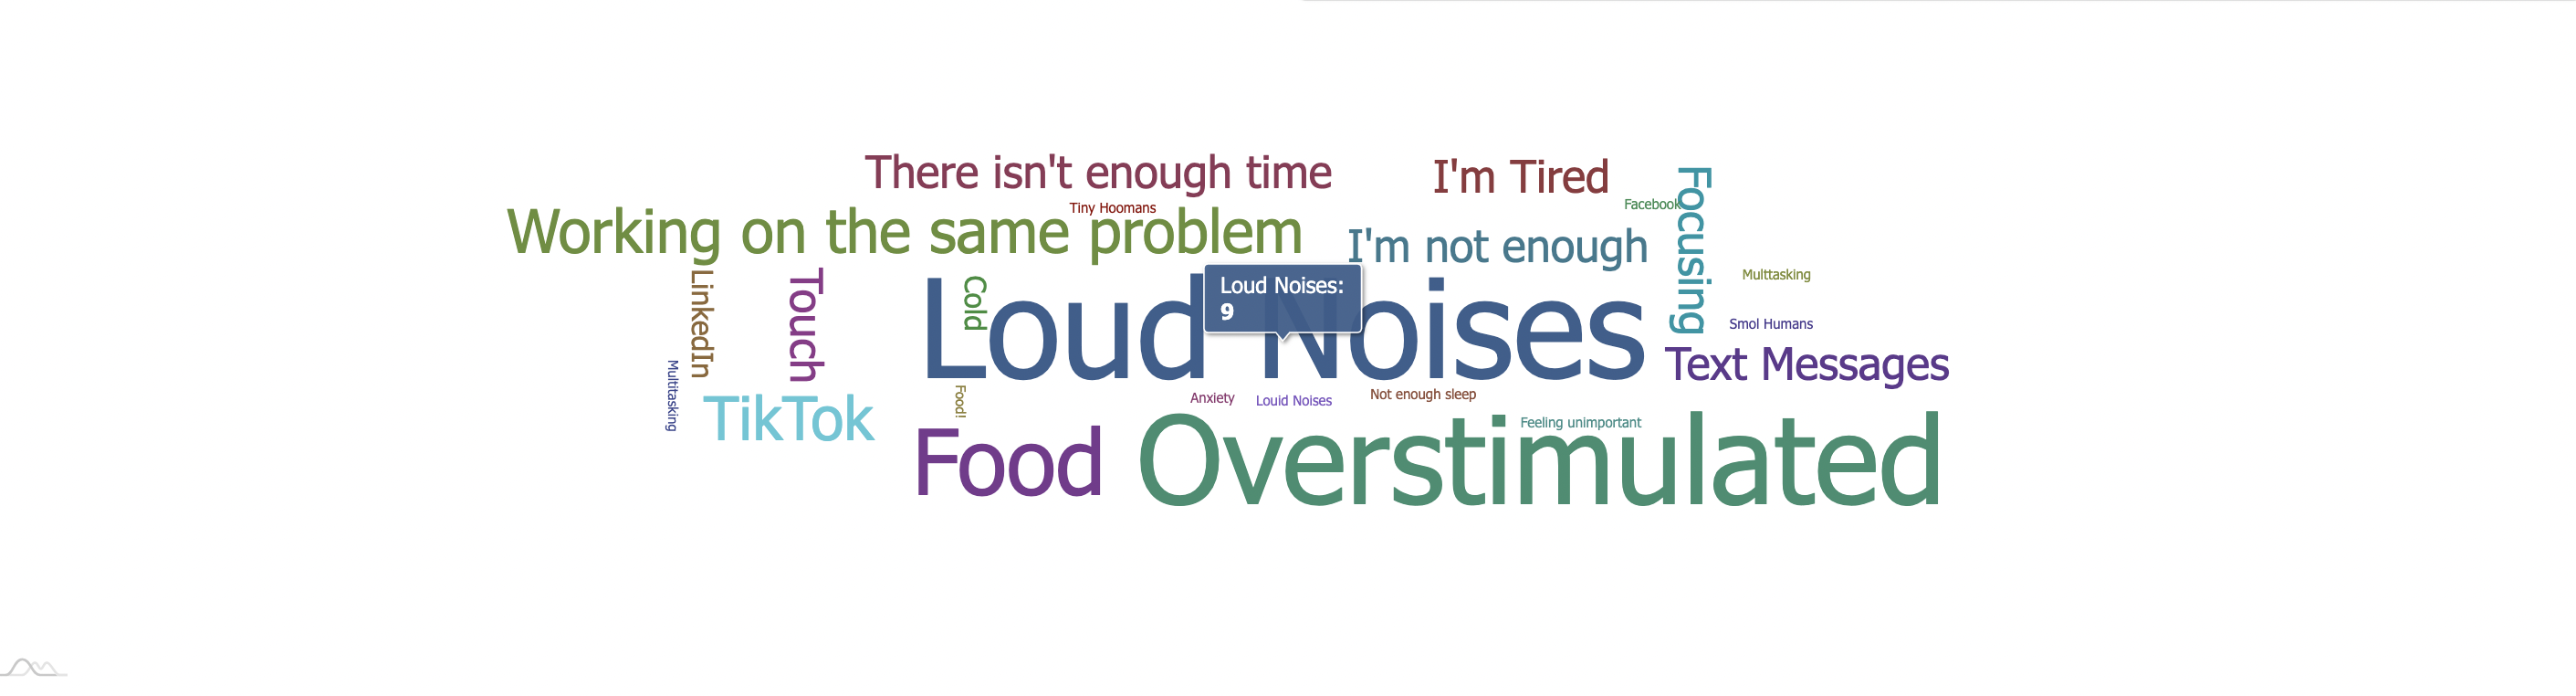 There isn't enough time
I'm Tired
Focusing
Facebook
Tiny Hoomans
Working on the same problem
I'm not enough
Loud Noises:
9
LinkedIn
Touch
Cold
Loud Noises
Multtasking
Smol Humans
Text Messages
Multitasking
TikTok
Food!
Anxiety
Louid Noises
Not enough sleep
Feeling unimportant
Food
Overstimulated